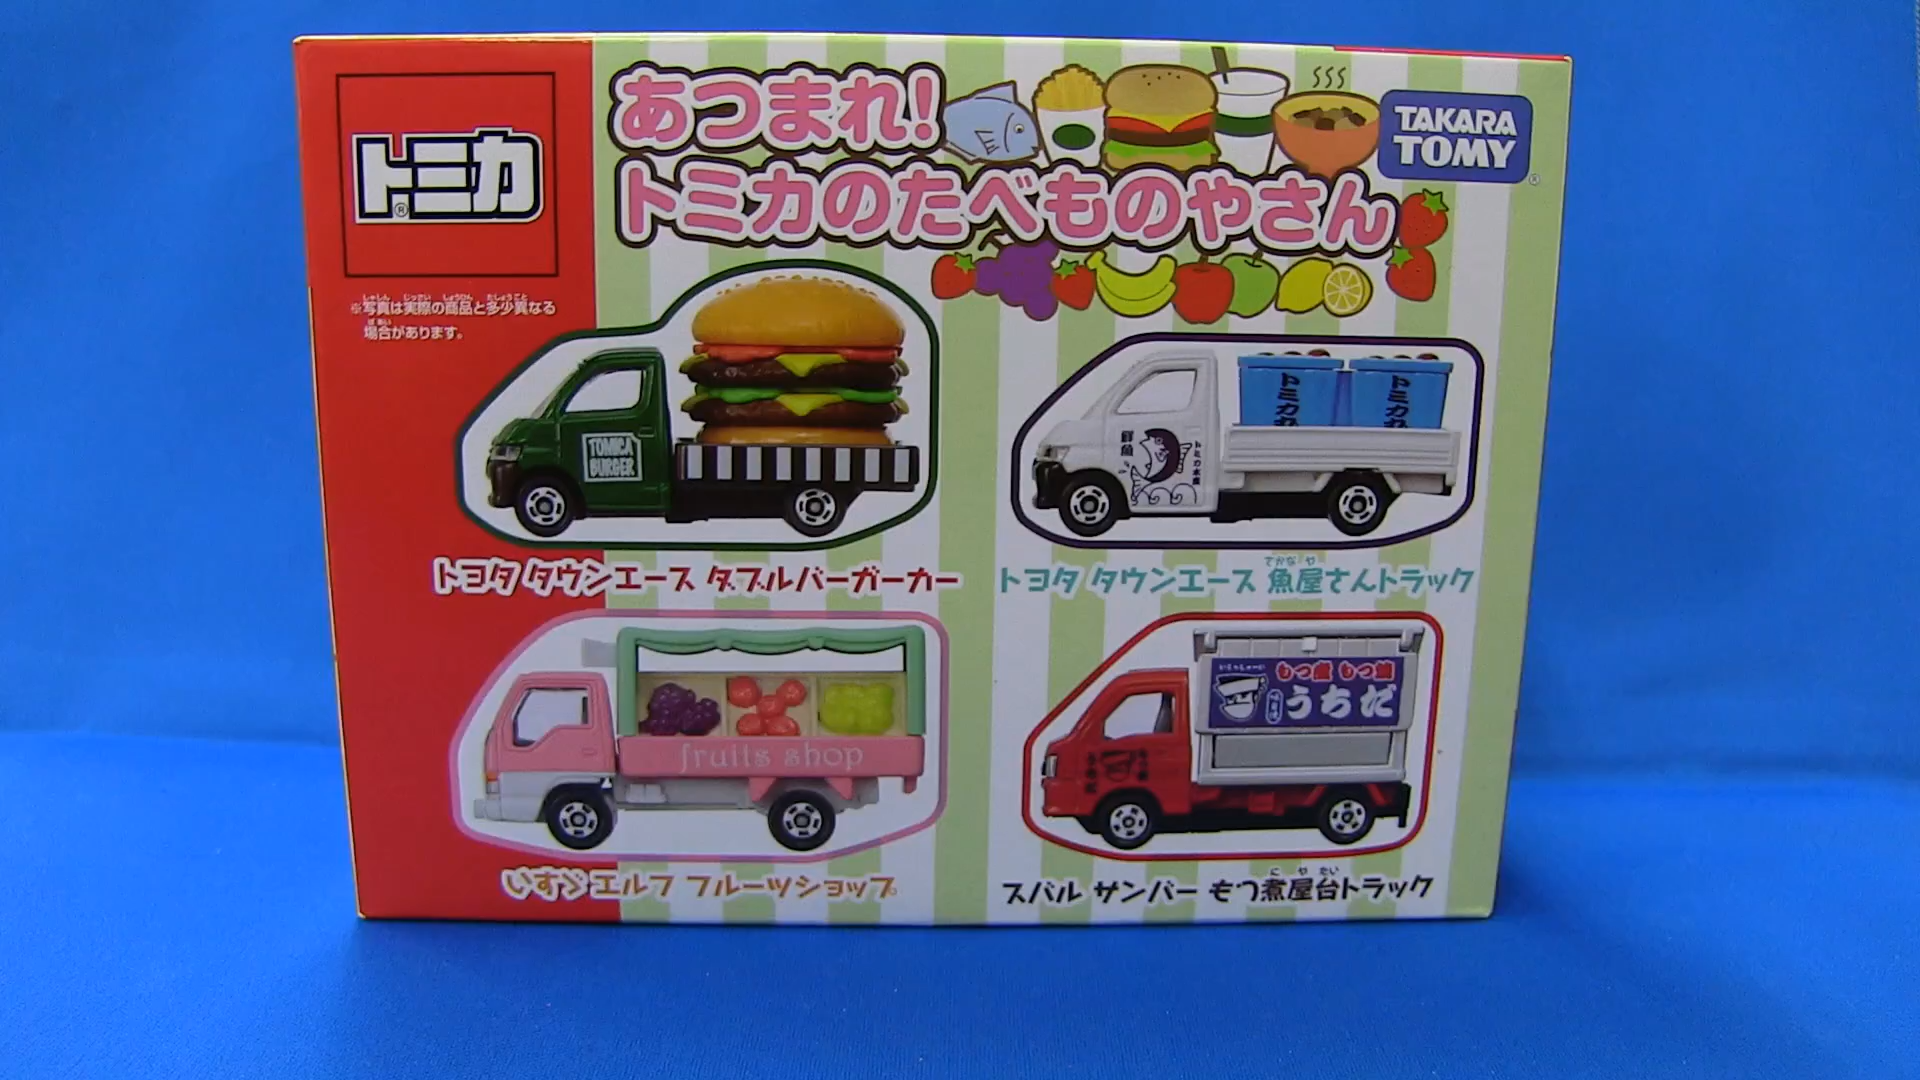 トミカ
※写真は実際の商品と多少異なる
場合があります。
あつまれ!
トミカのたべものやさん
TAKARA
TOMY
TOMICA
BURGER
トヨタ タウンエース ダブルバーガーカー
鮮魚
トミカ水産
トミカ
トミカ
トヨタ タウンエース 魚屋さんトラック
fruits shop
いすゞ エルフ フルーツショップ
もつ煮 もつ鍋
うちだ
スバル サンバー もつ煮屋台トラック